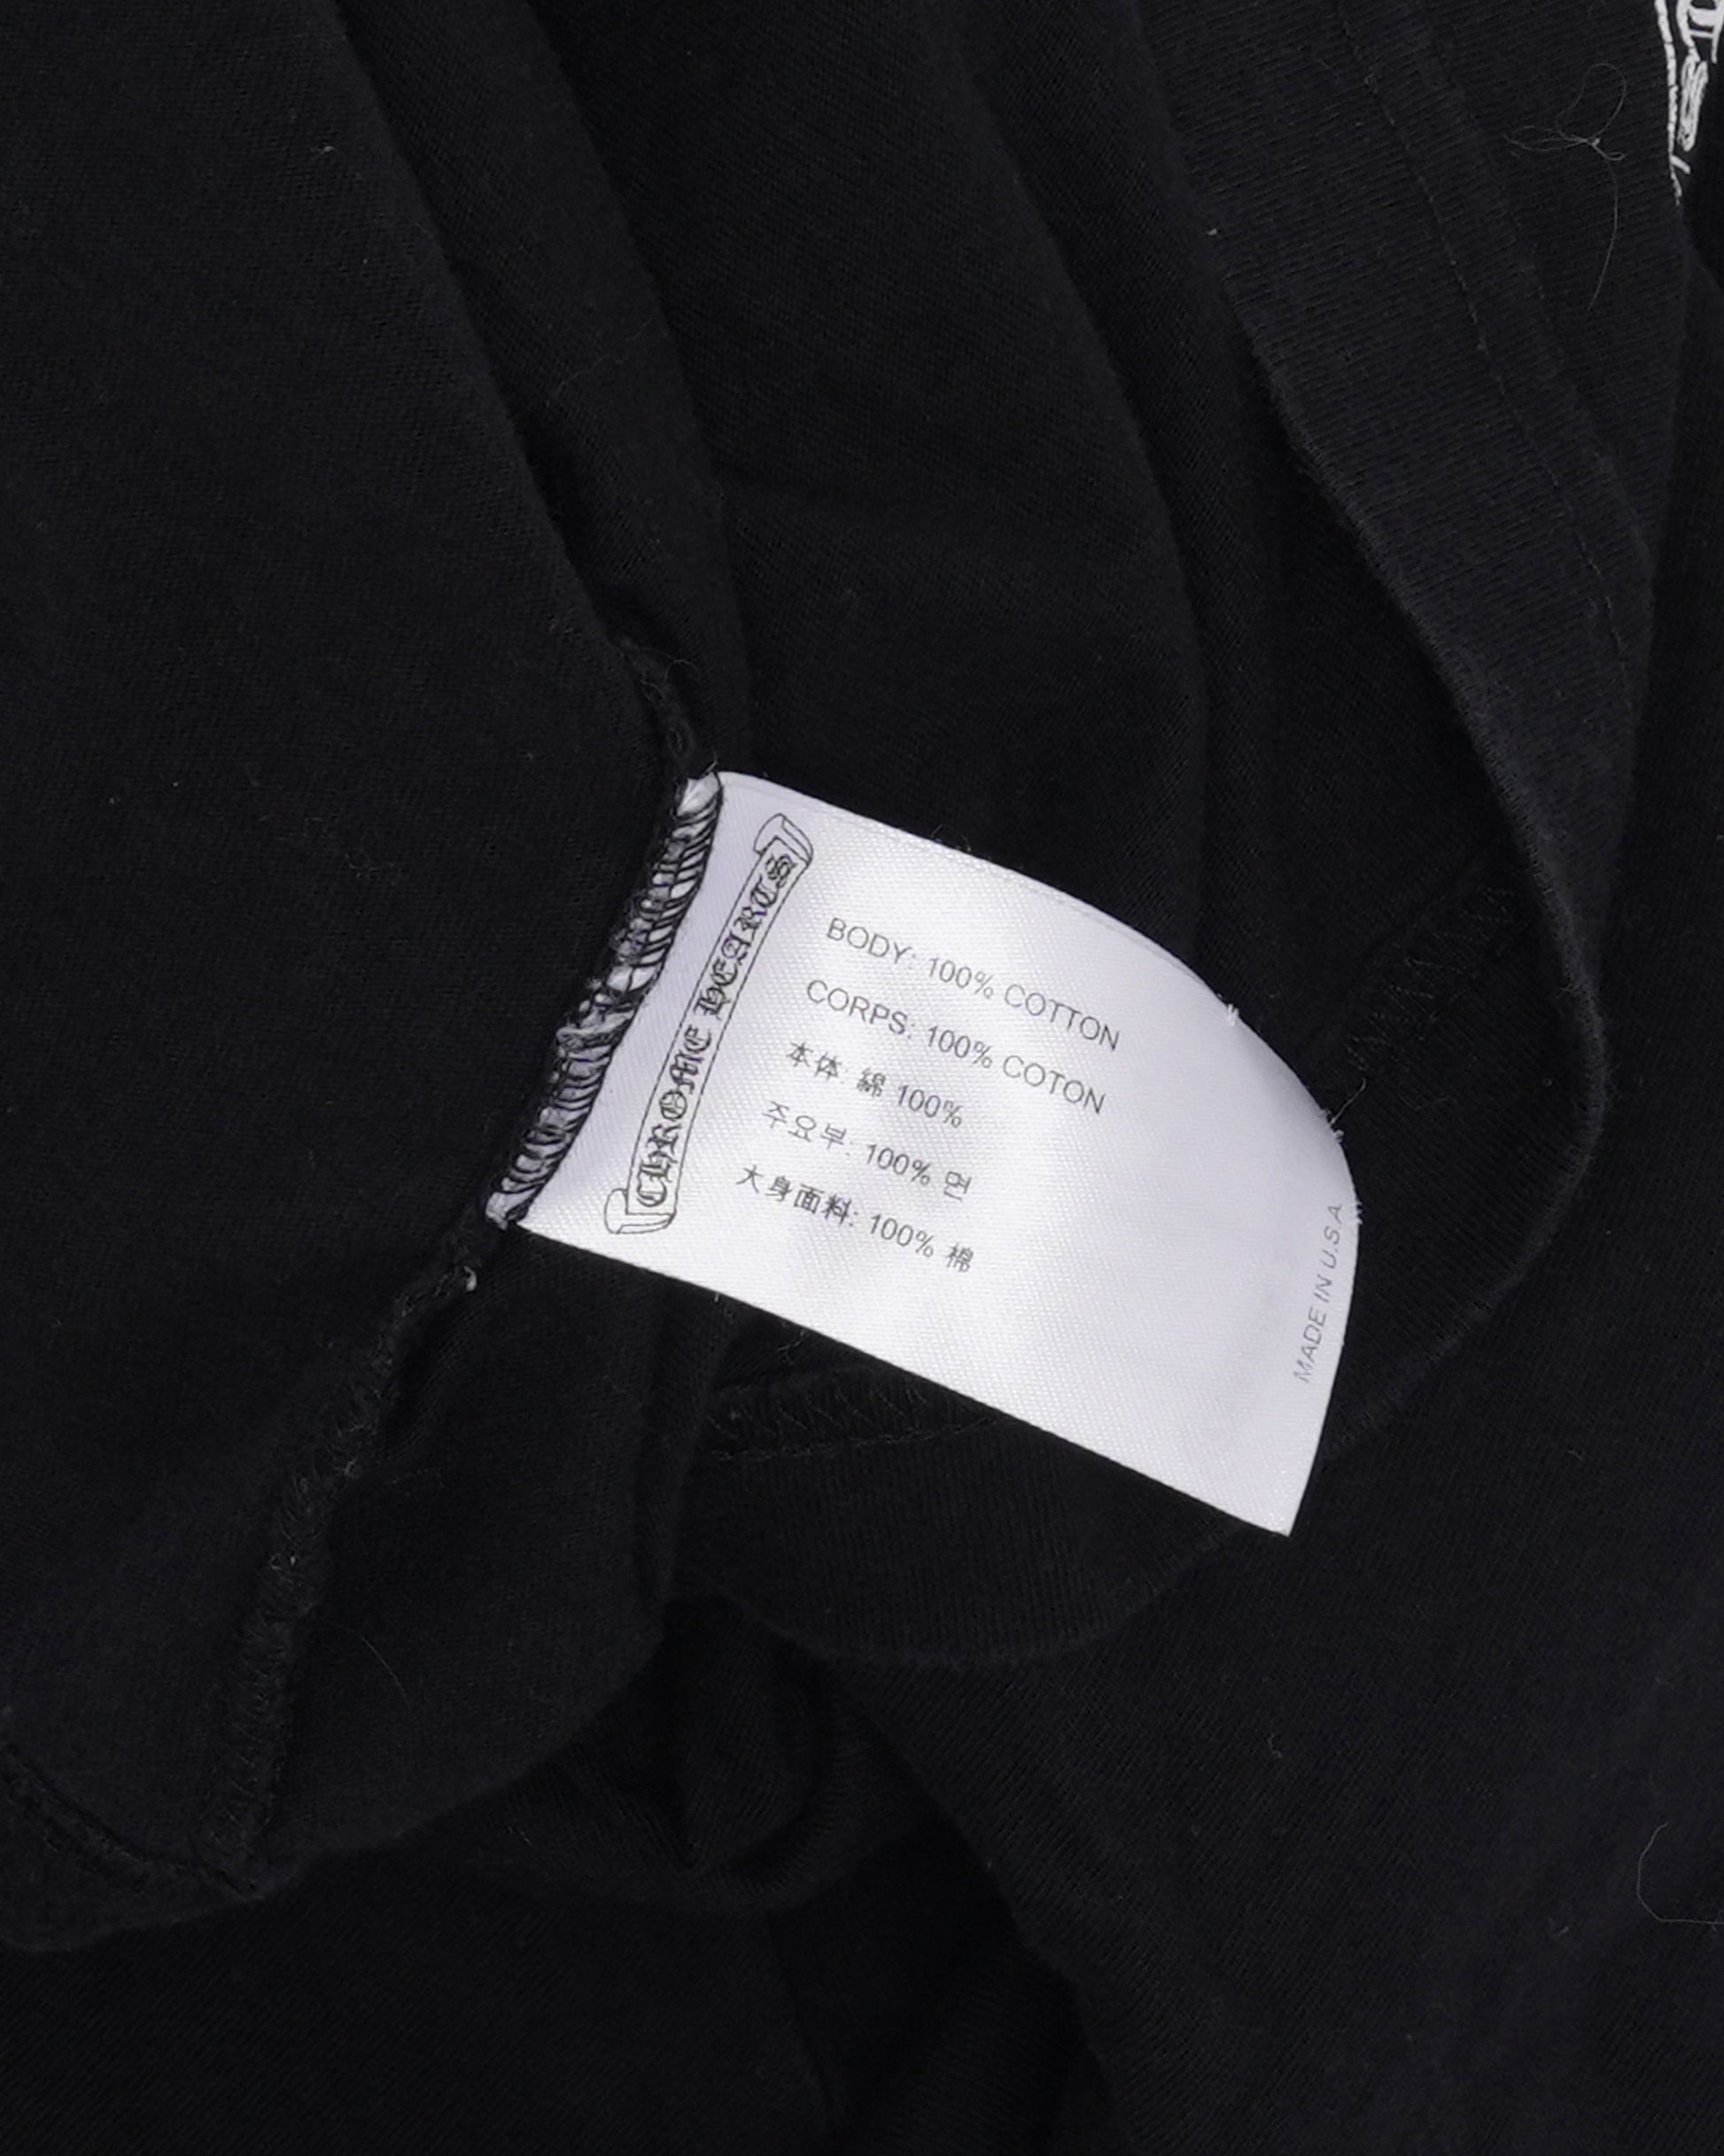 CHROME HEARTS
BODY: 100% COTTON
CORPS: 100% COTON
本体 綿 100%
주요부: 100% 면
大身面料: 100% 棉
MADE IN U.S.A